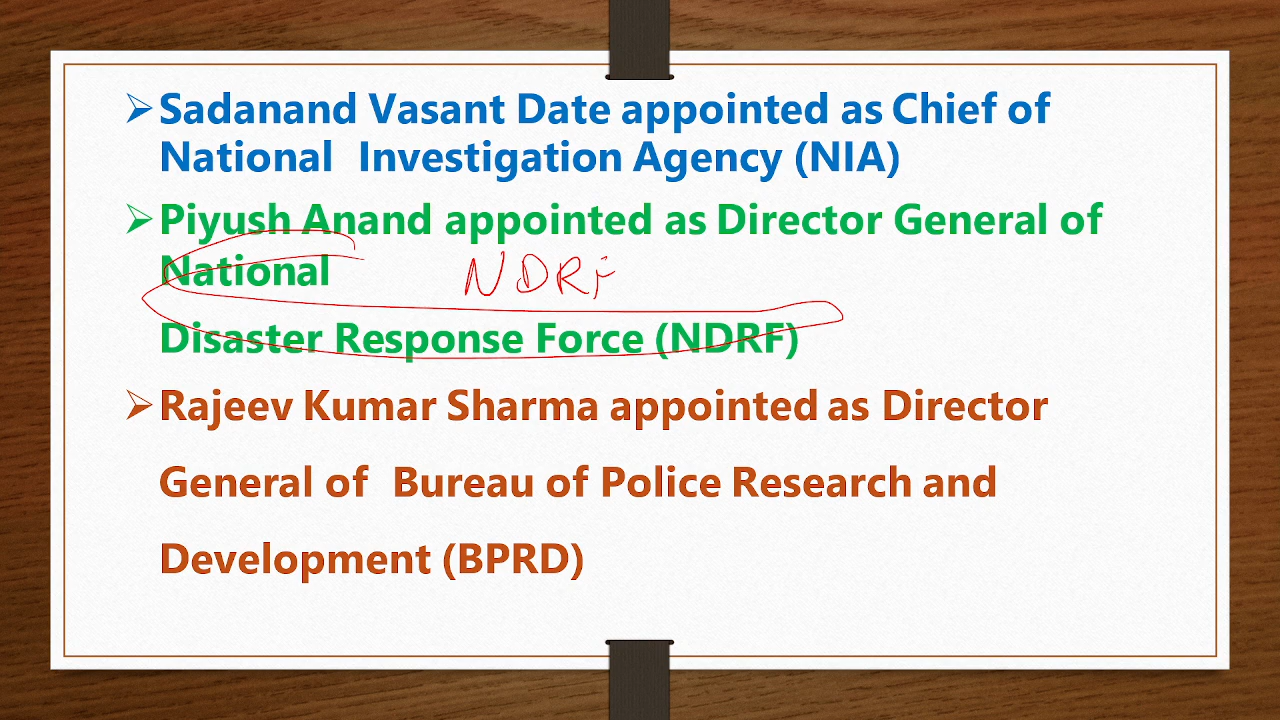 ➢Sadanand Vasant Date appointed as Chief of
National Investigation Agency (NIA)
➢Piyush Anand appointed as Director General of
National NDRF
Disaster Response Force (NDRF)
➢Rajeev Kumar Sharma appointed as Director
General of Bureau of Police Research and
Development (BPRD)